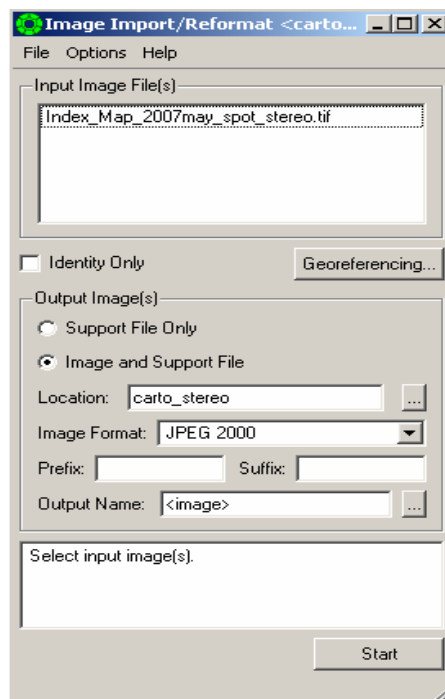 Image Import/Reformat <carto...
File Options Help
Input Image File(s)
Index_Map_2007may_spot_stereo.tif
Identity Only
Georeferencing...
Output Image(s)
Support File Only
Image and Support File
Location: carto_stereo ...
Image Format: JPEG 2000
Prefix: Suffix:
Output Name: <image> ...
Select input image(s).
Start